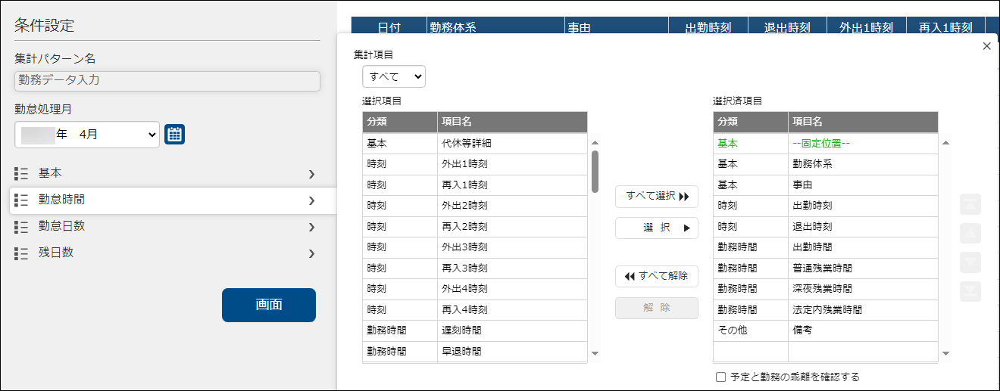 条件設定
集計パターン名
勤務データ入力
勤怠処理月
年 4月
基本
勤怠時間
勤怠日数
残日数
画面
日付 勤務体系 事由 出勤時刻 退出時刻 外出1時刻 再入1時刻
集計項目
すべて
選択項目
分類 項目名
基本 代休等詳細
時刻 外出1時刻
時刻 再入1時刻
時刻 外出2時刻
時刻 再入2時刻
時刻 外出3時刻
時刻 再入3時刻
時刻 外出4時刻
時刻 再入4時刻
勤務時間 遅刻時間
勤務時間 早退時間
すべて選択
選 択
すべて解除
解 除
選択済項目
分類 項目名
基本 --固定位置--
基本 勤務体系
基本 事由
時刻 出勤時刻
時刻 退出時刻
勤務時間 出勤時間
勤務時間 普通残業時間
勤務時間 深夜残業時間
勤務時間 法定内残業時間
その他 備考
予定と勤務の乖離を確認する